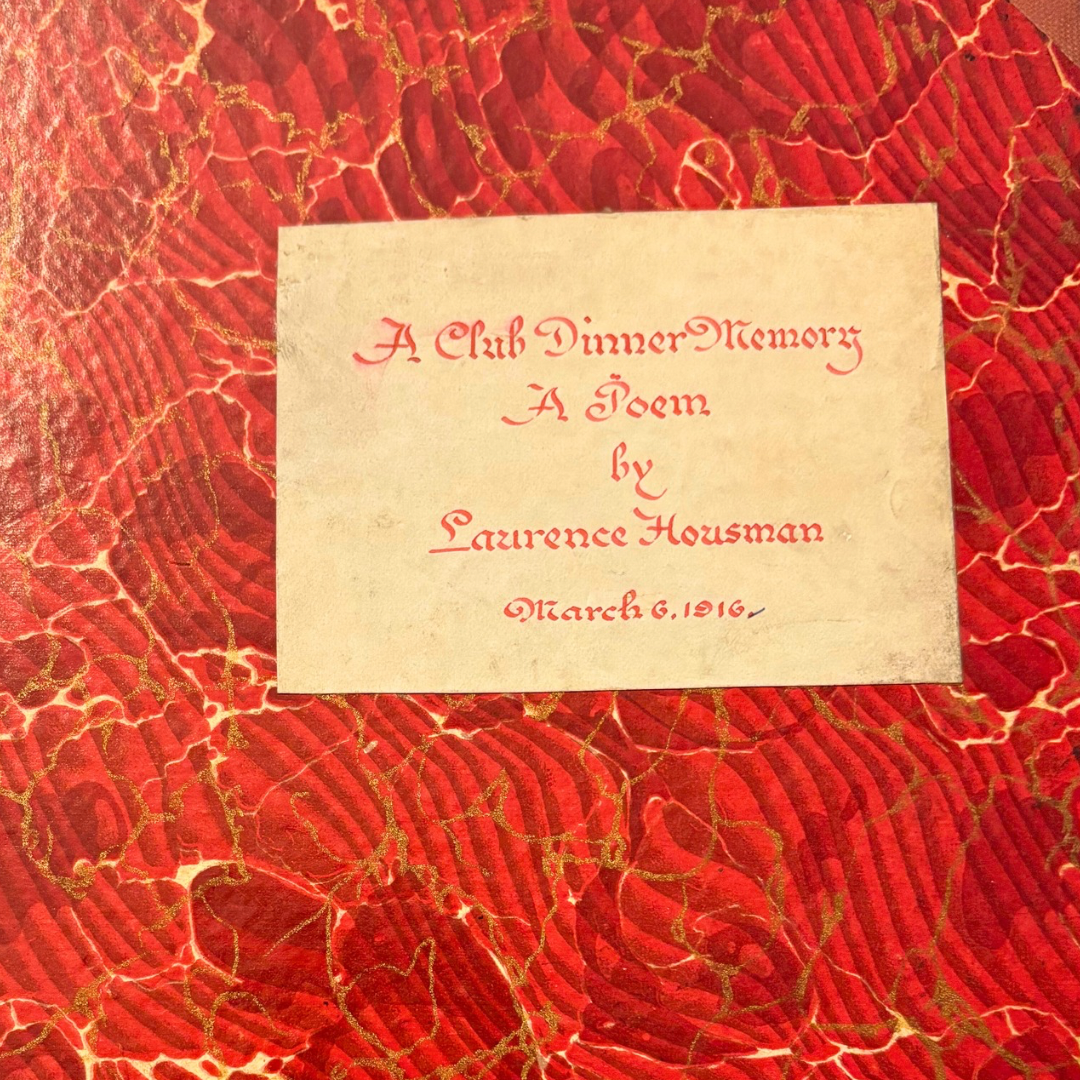 A Club Dinner Memory
A Poem
by
Laurence Housman
March 6. 1916.